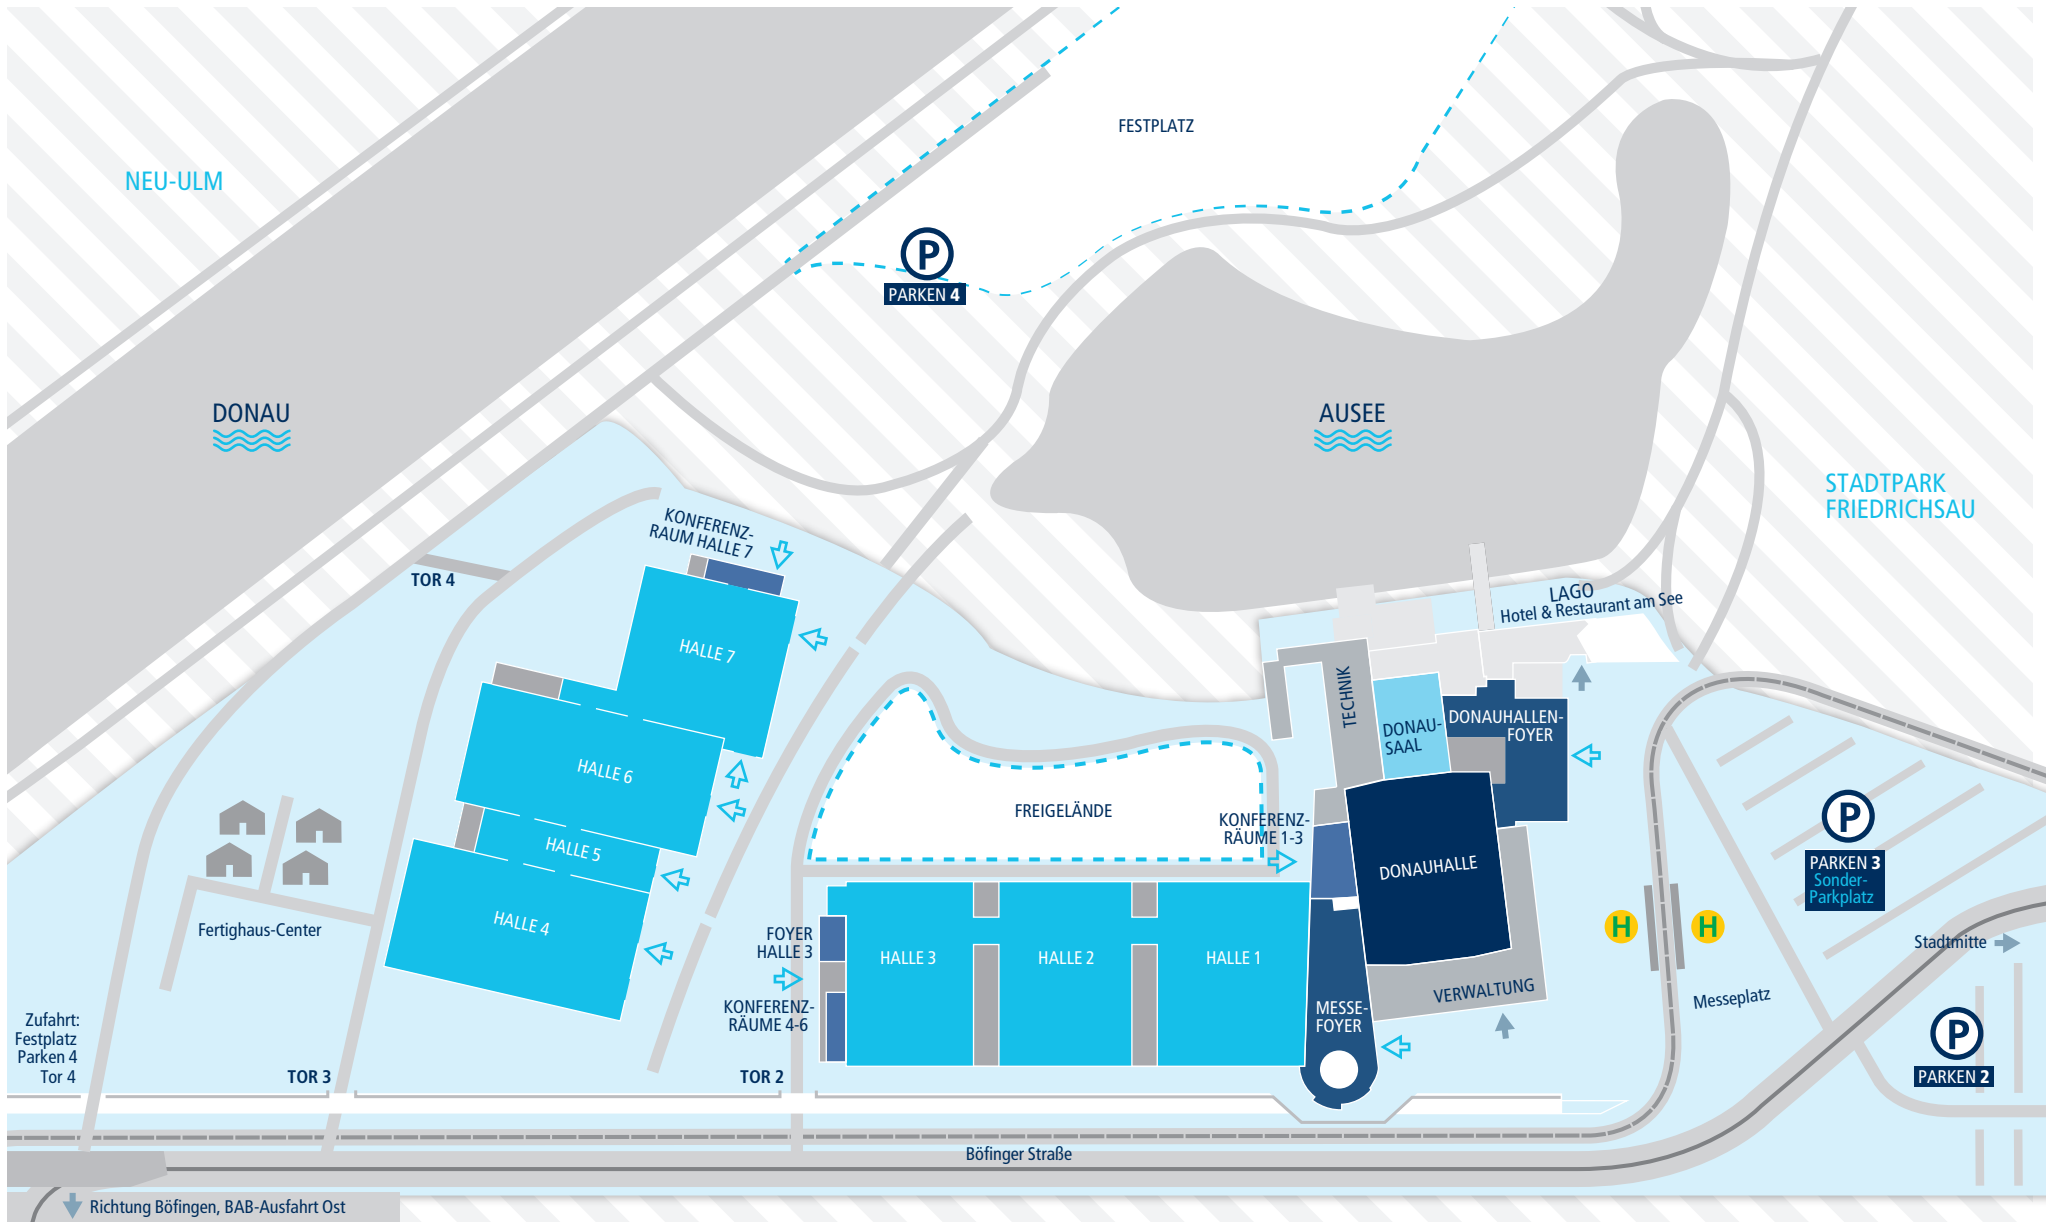 FESTPLATZ
NEU-ULM
P
PARKEN 4
DONAU
AUSEE
STADTPARK
FRIEDRICHSAU
KONFERENZ-
RAUM HALLE 7
TOR 4
LAGO
Hotel & Restaurant am See
HALLE 7
TECHNIK
DONAU-
SAAL
DONAUHALLEN-
FOYER
HALLE 6
FREIGELÄNDE
KONFERENZ-
RÄUME 1-3
P
PARKEN 3
Sonder-
Parkplatz
HALLE 5
DONAUHALLE
HALLE 4
Fertighaus-Center
FOYER
HALLE 3
HALLE 3
HALLE 2
HALLE 1
H
H
Stadtmitte
KONFERENZ-
RÄUME 4-6
MESSE-
FOYER
VERWALTUNG
Messeplatz
Zufahrt:
Festplatz
Parken 4
Tor 4
TOR 3
TOR 2
P
PARKEN 2
Böfinger Straße
Richtung Böfingen, BAB-Ausfahrt Ost